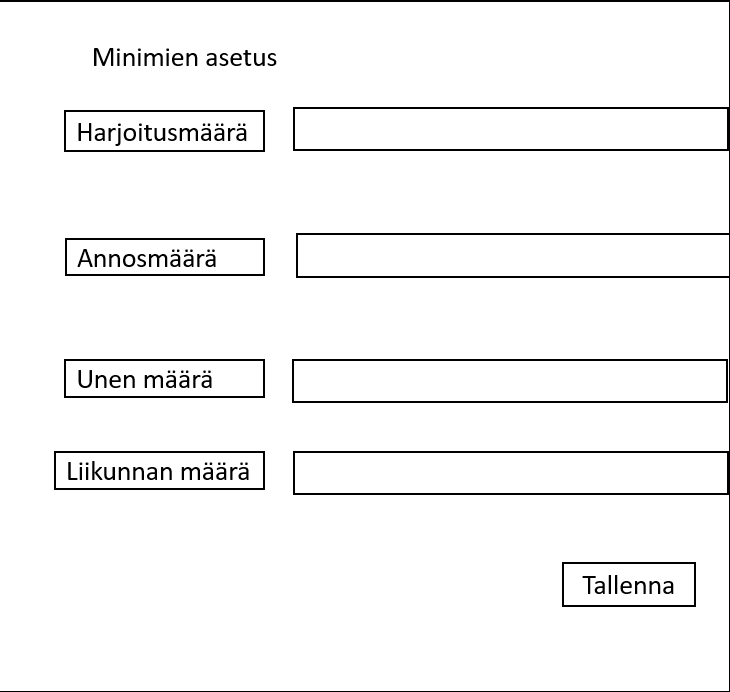 Minimien asetus
Harjoitusmäärä
Annosmäärä
Unen määrä
Liikunnan määrä
Tallenna